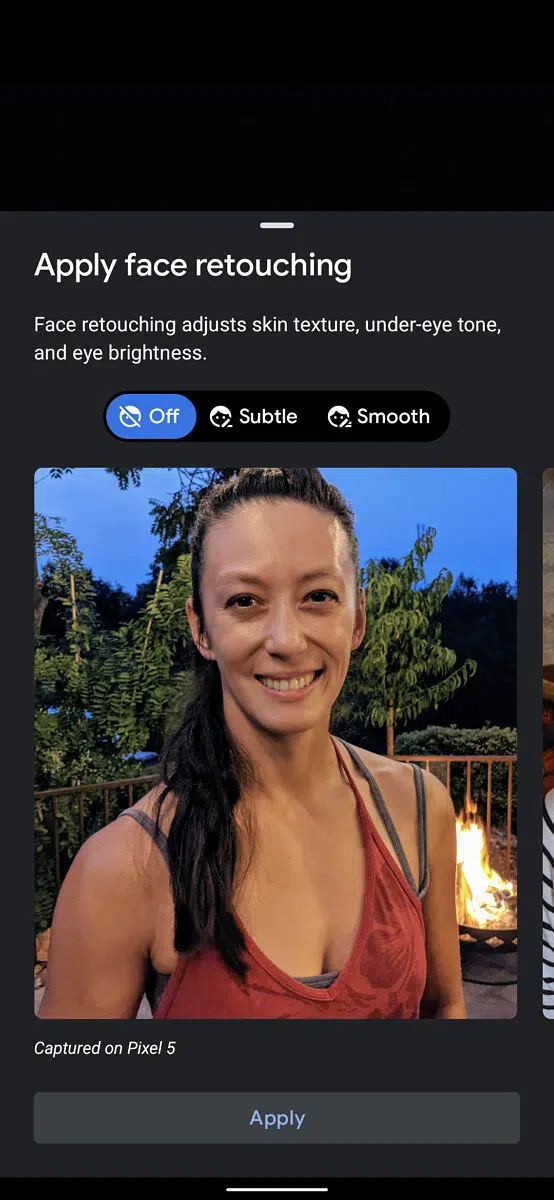 Apply face retouching
Face retouching adjusts skin texture, under-eye tone,
and eye brightness.
Off Subtle Smooth
Captured on Pixel 5
Apply